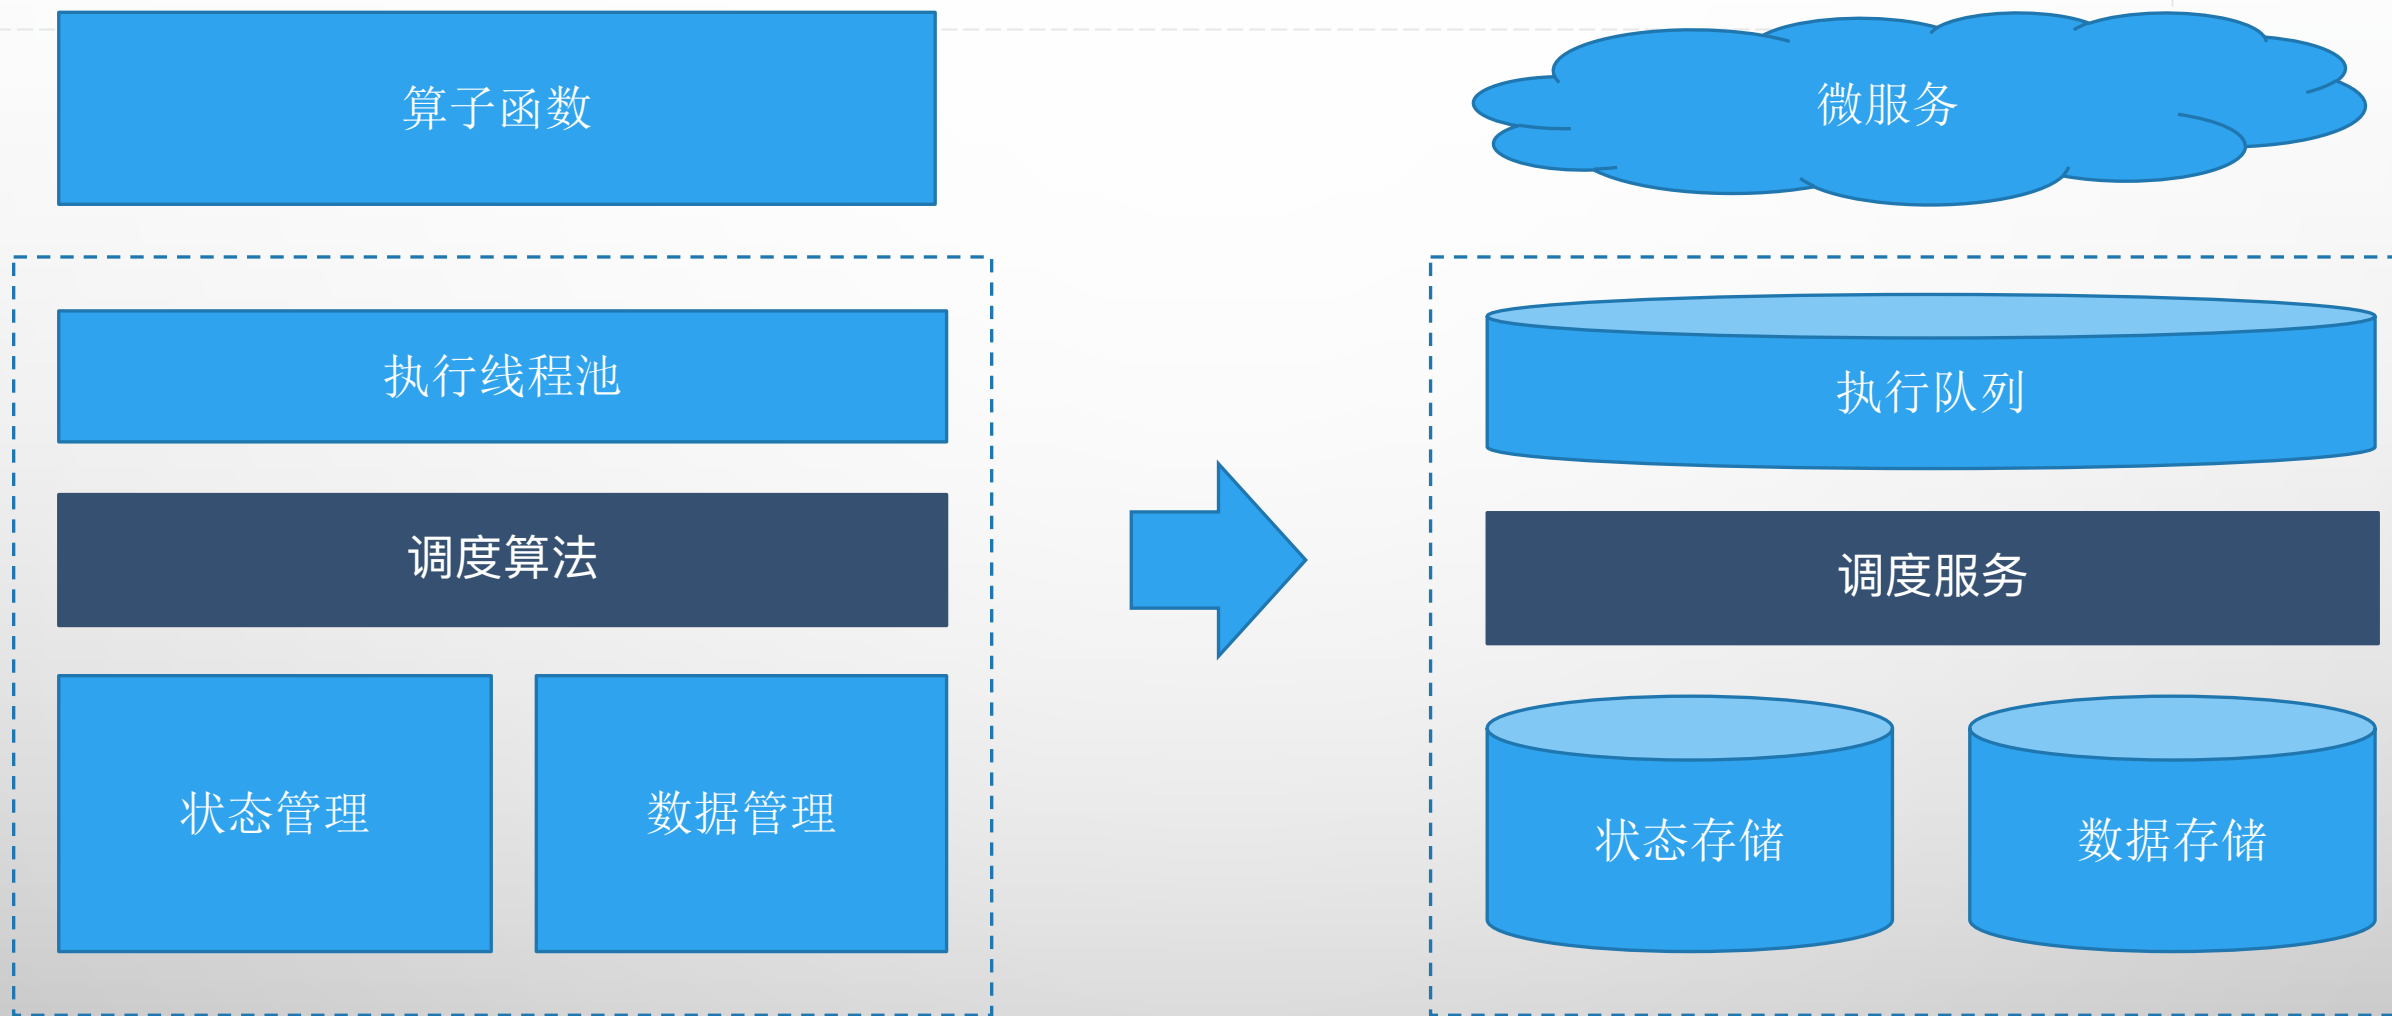 算子函数
执行线程池
调度算法
状态管理
数据管理
微服务
执行队列
调度服务
状态存储
数据存储